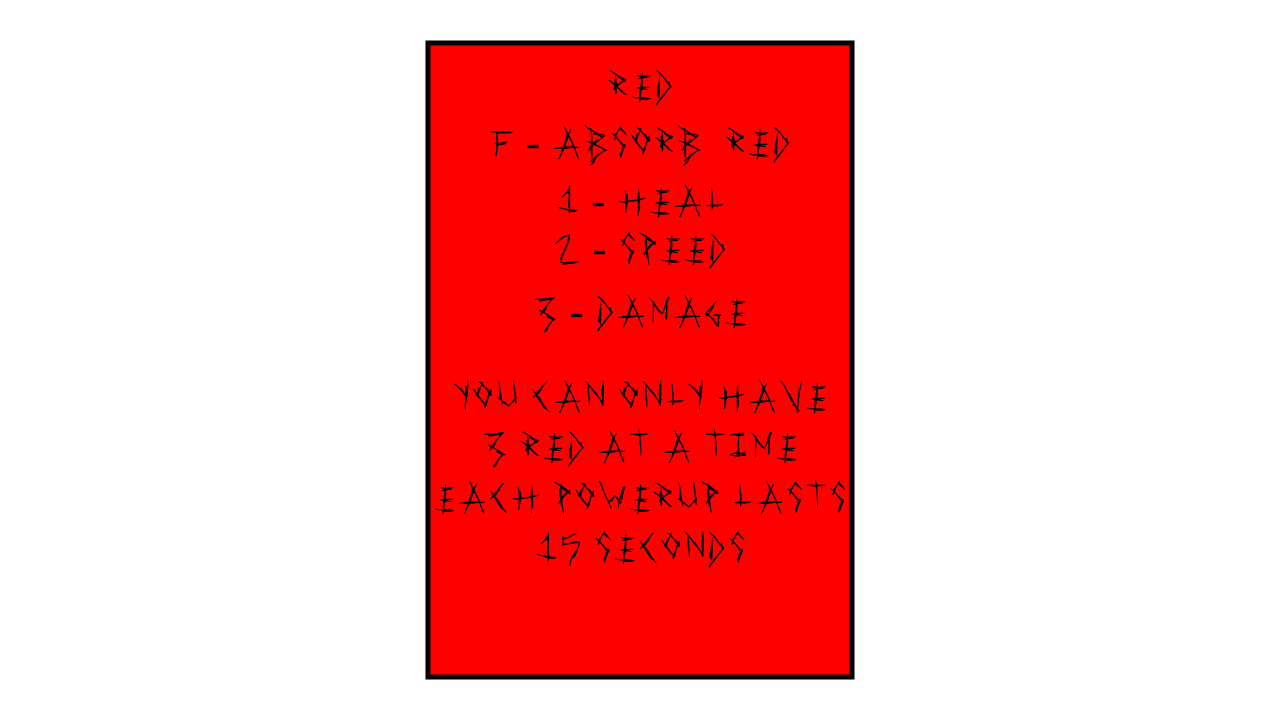 RED
F - ABSORB RED
1 - HEAL
2 - SPEED
3 - DAMAGE
YOU CAN ONLY HAVE
3 RED AT A TIME
EACH POWERUP LASTS
15 SECONDS